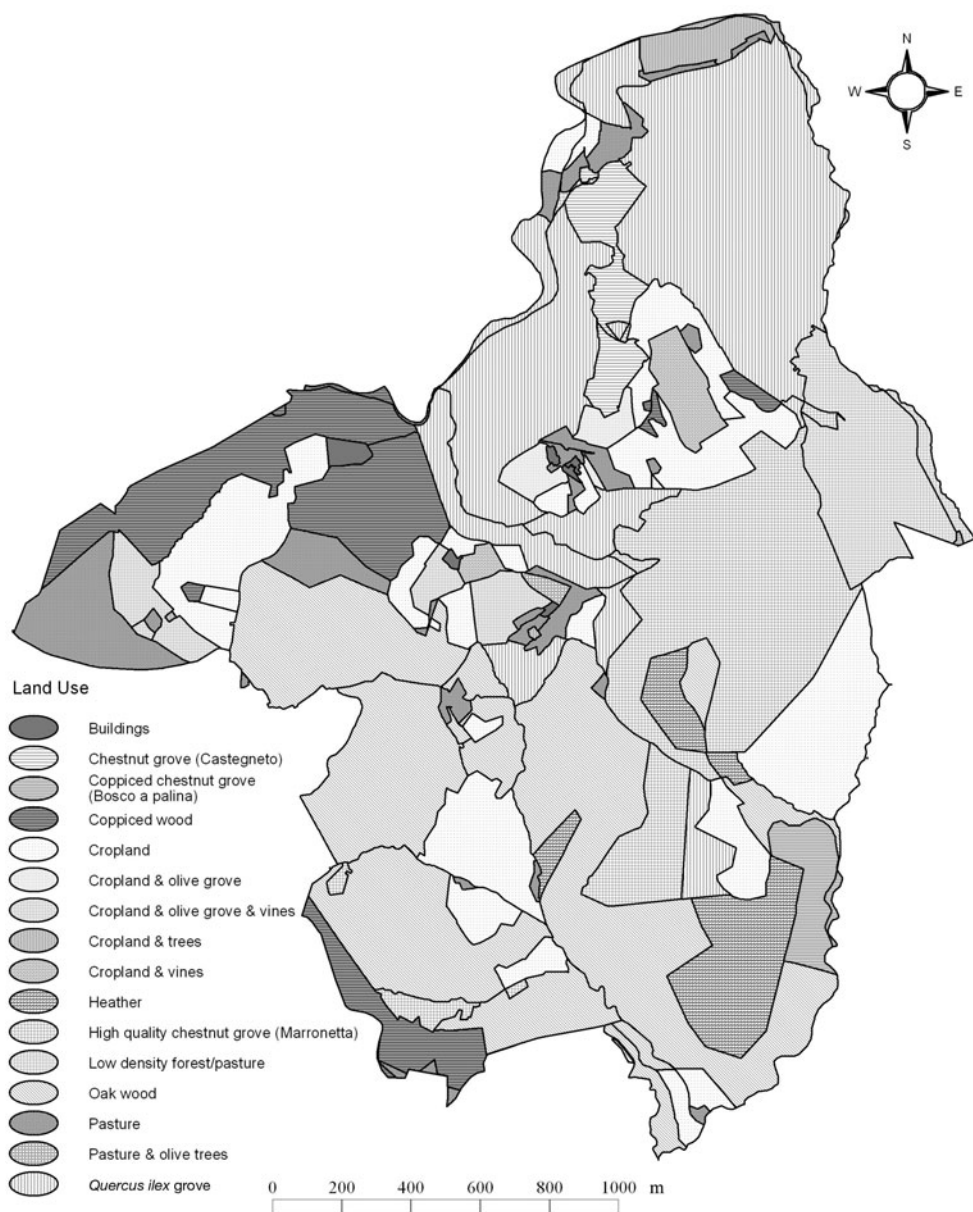 N
W E
S
Land Use
Buildings
Chestnut grove (Castegneto)
Coppiced chestnut grove
(Bosco a palina)
Coppiced wood
Cropland
Cropland & olive grove
Cropland & olive grove & vines
Cropland & trees
Cropland & vines
Heather
High quality chestnut grove (Marronetta)
Low density forest/pasture
Oak wood
Pasture
Pasture & olive trees
Quercus ilex grove
0 200 400 600 800 1000 m